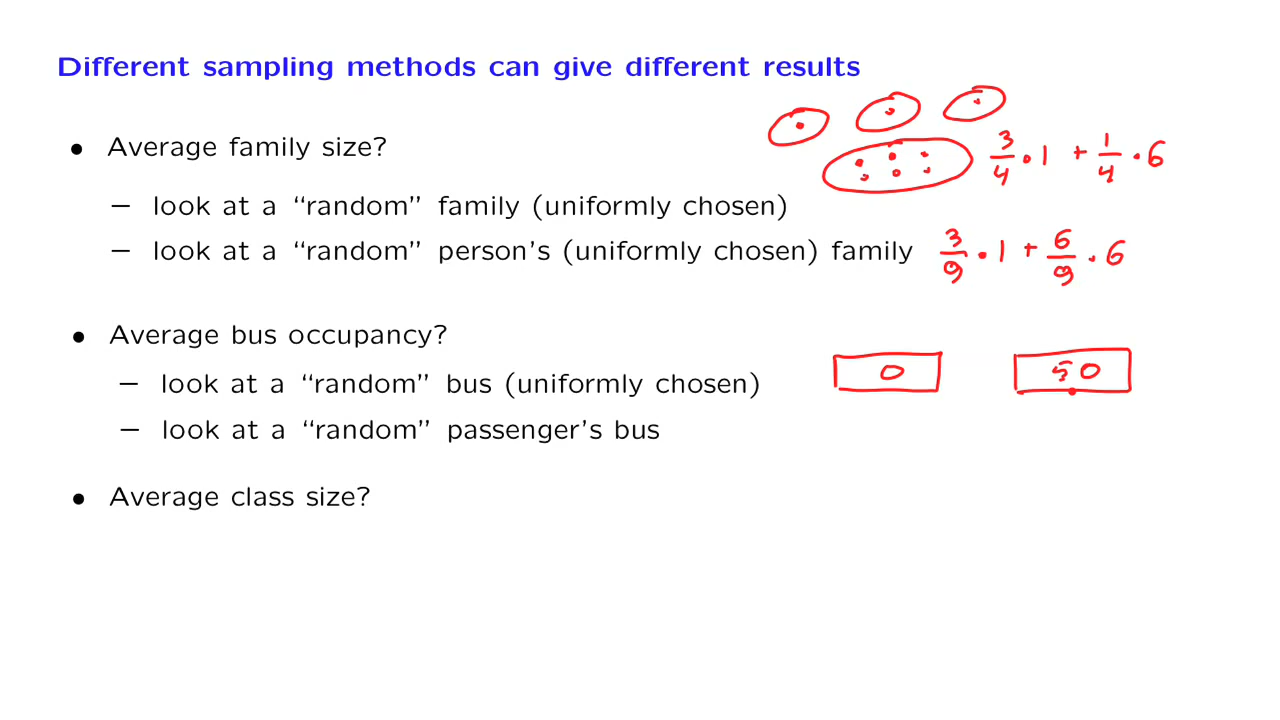 Different sampling methods can give different results
• Average family size?
3/4 · 1 + 1/4 · 6
– look at a “random” family (uniformly chosen)
– look at a “random” person’s (uniformly chosen) family 3/9 · 1 + 6/9 · 6
• Average bus occupancy?
0 50
– look at a “random” bus (uniformly chosen)
– look at a “random” passenger’s bus
• Average class size?